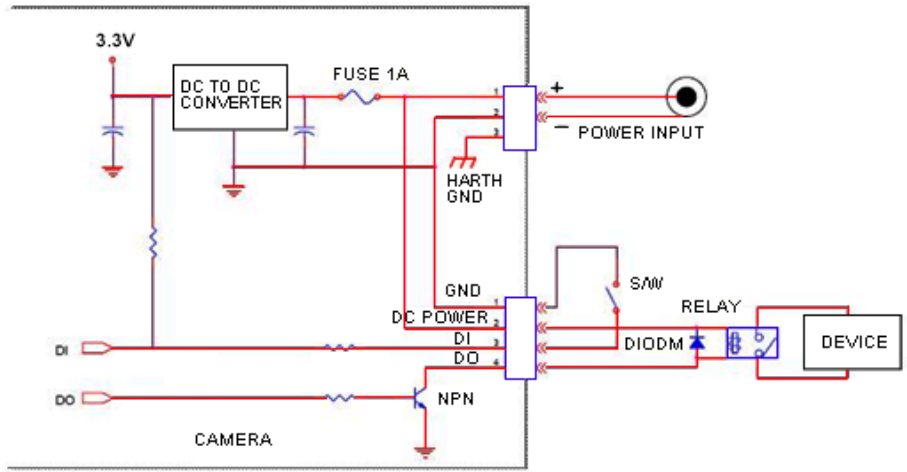 3.3V
DC TO DC
CONVERTER
FUSE 1A
1
2
3
+
−
POWER INPUT
HARTH
GND
GND
DC POWER
DI
DO
1
2
3
4
S/W
RELAY
DIODM
DEVICE
DI
DO
NPN
CAMERA